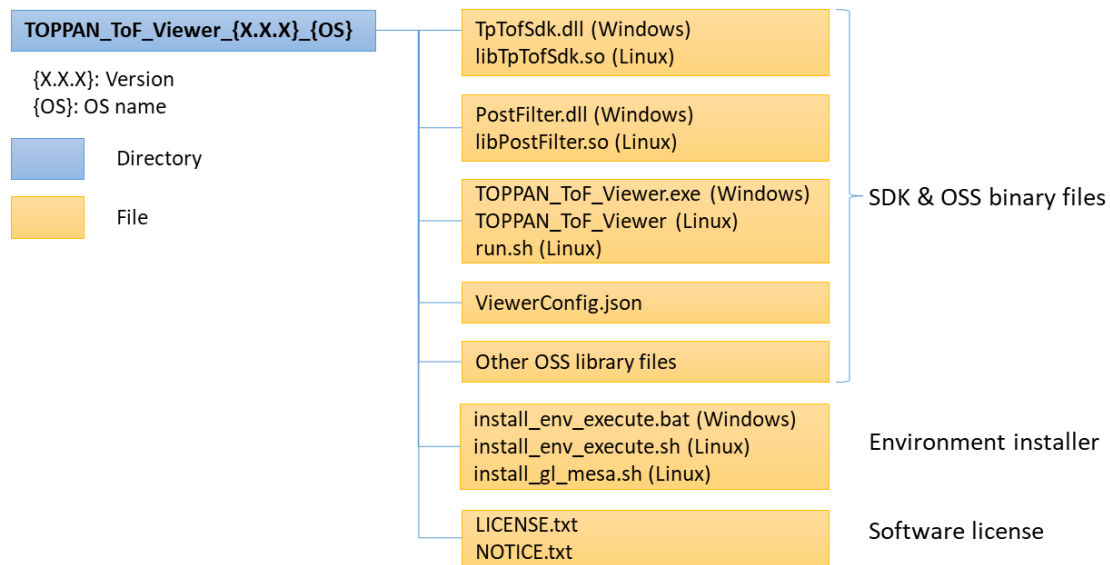 TOPPAN_ToF_Viewer_{X.X.X}_{OS}
{X.X.X}: Version
{OS}: OS name
Directory
File
TpTofSdk.dll (Windows)
libTpTofSdk.so (Linux)
PostFilter.dll (Windows)
libPostFilter.so (Linux)
TOPPAN_ToF_Viewer.exe (Windows)
TOPPAN_ToF_Viewer (Linux)
run.sh (Linux)
ViewerConfig.json
Other OSS library files
SDK & OSS binary files
install_env_execute.bat (Windows)
install_env_execute.sh (Linux)
install_gl_mesa.sh (Linux)
Environment installer
LICENSE.txt
NOTICE.txt
Software license